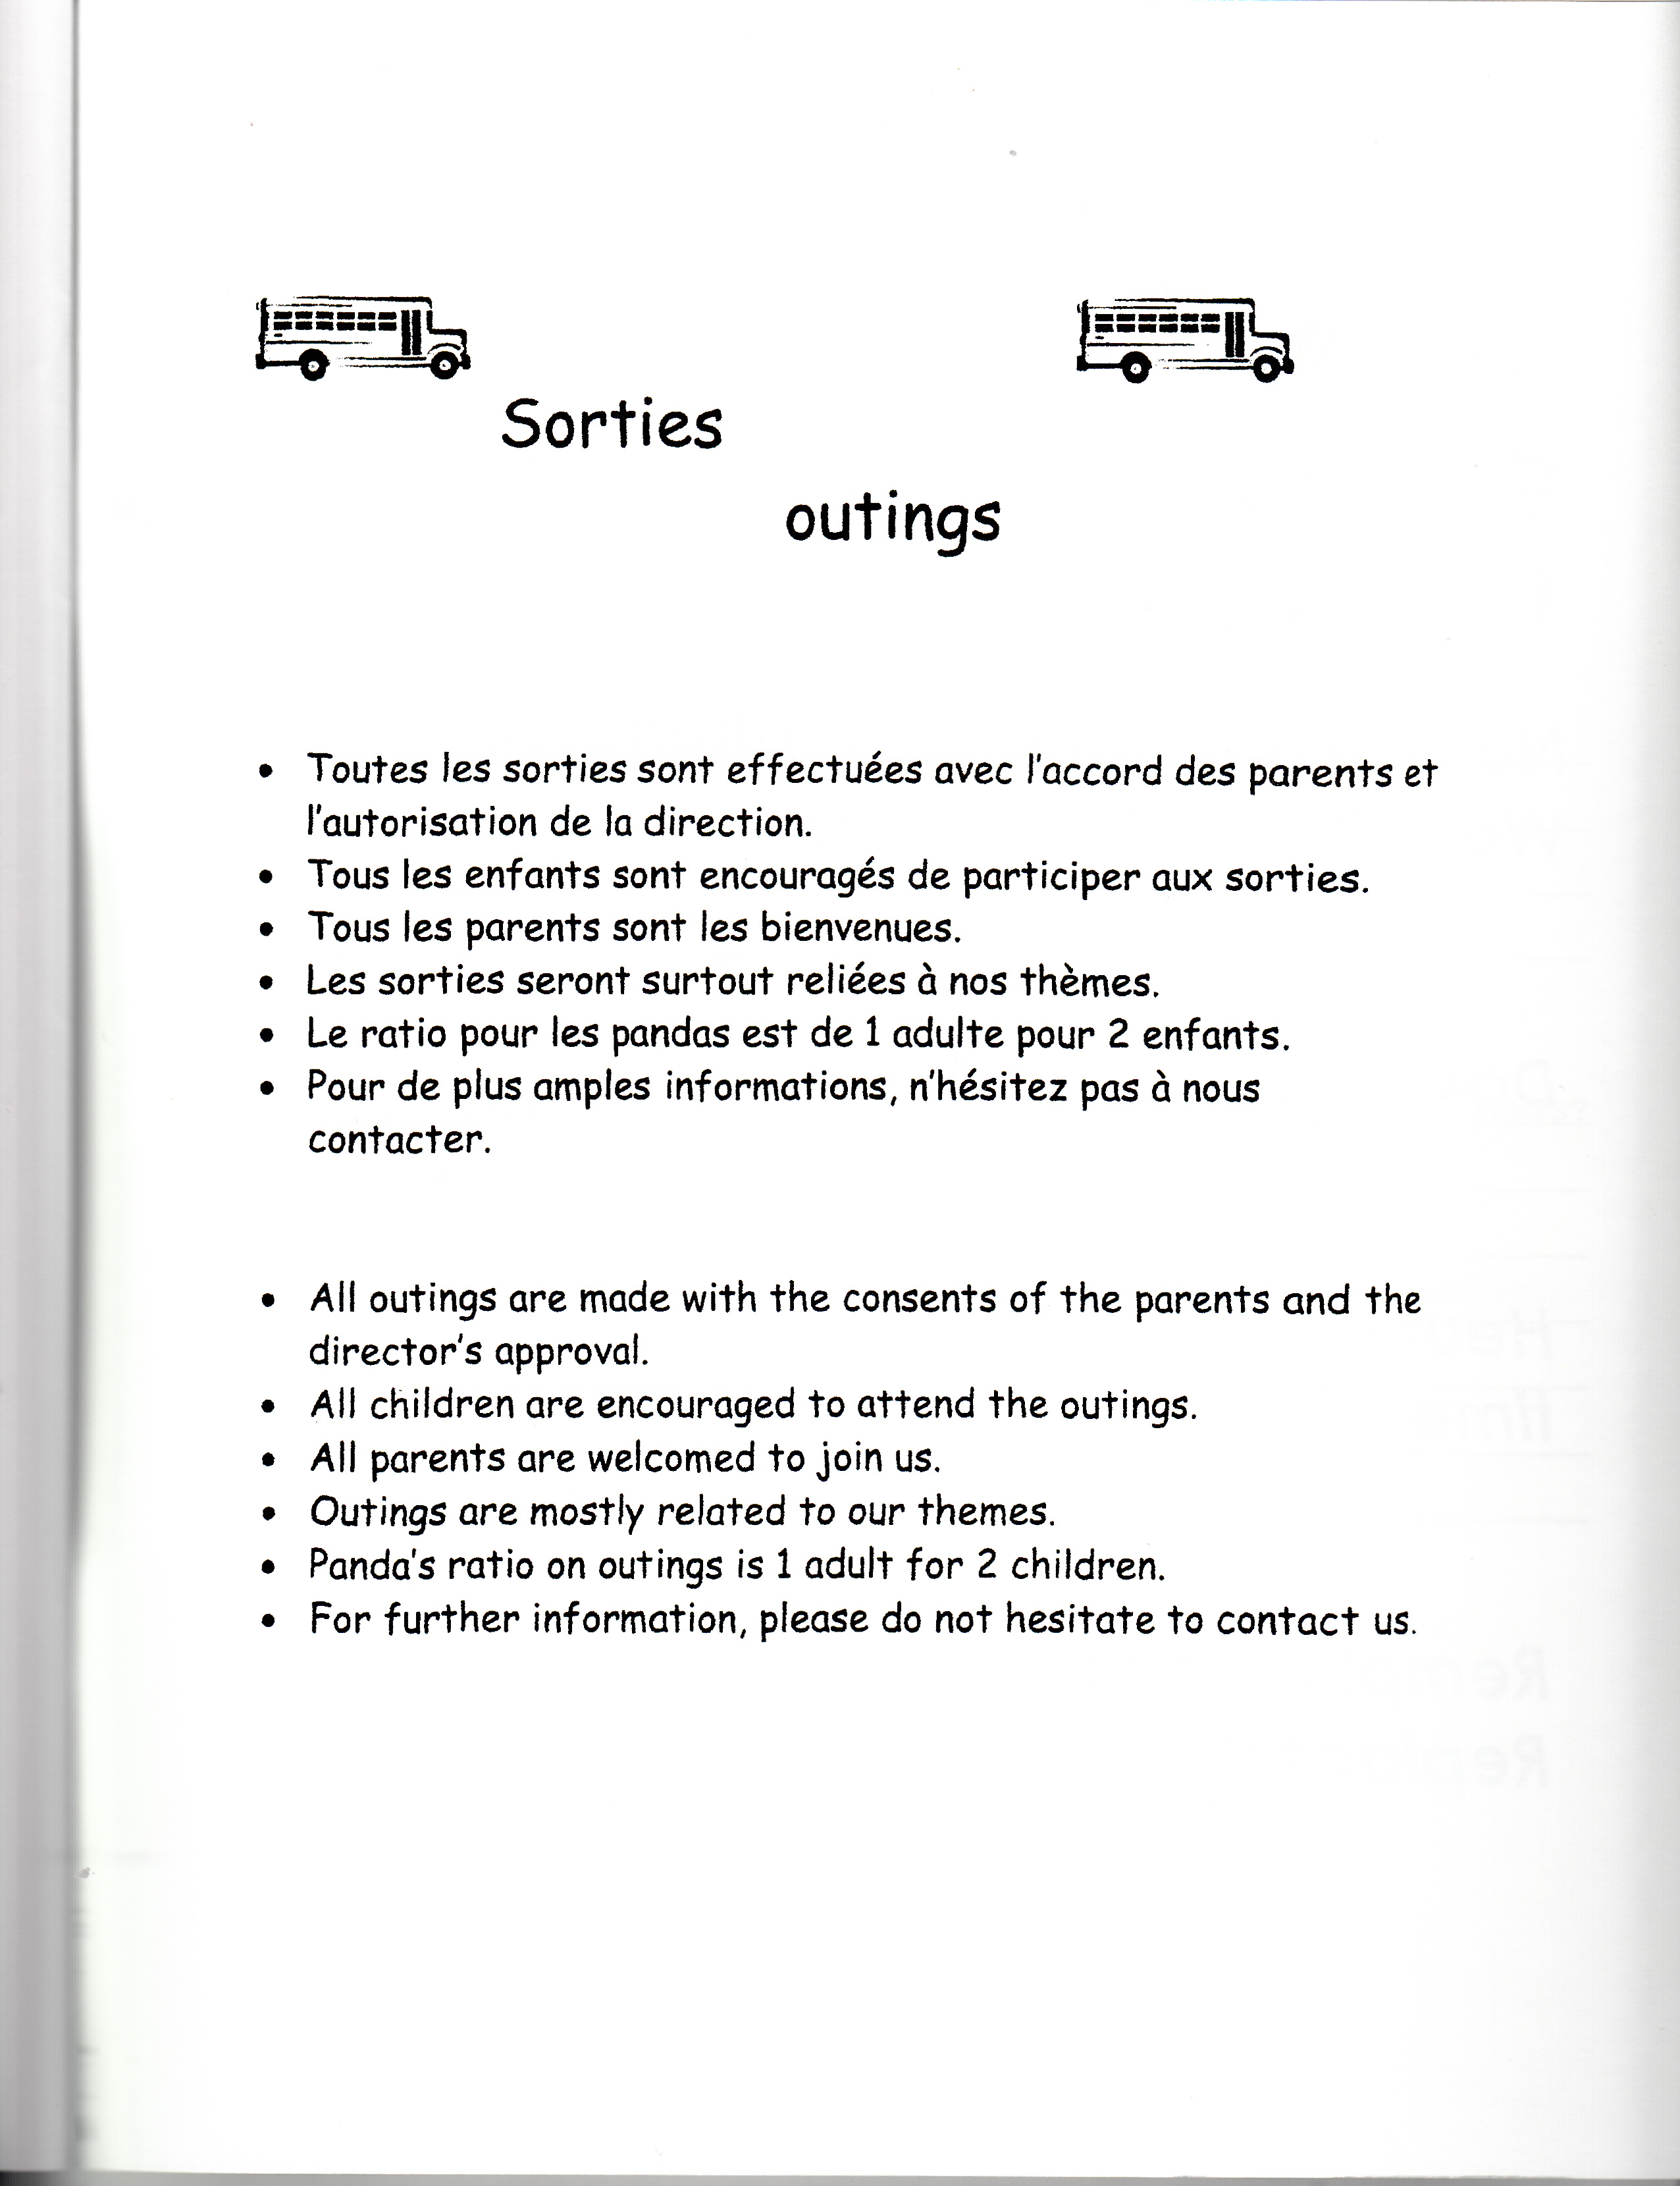 Sorties
outings
• Toutes les sorties sont effectuées avec l'accord des parents et
l'autorisation de la direction.
• Tous les enfants sont encouragés de participer aux sorties.
• Tous les parents sont les bienvenues.
• Les sorties seront surtout reliées à nos thèmes.
• Le ratio pour les pandas est de 1 adulte pour 2 enfants.
• Pour de plus amples informations, n'hésitez pas à nous
contacter.
• All outings are made with the consents of the parents and the
director's approval.
• All children are encouraged to attend the outings.
• All parents are welcomed to join us.
• Outings are mostly related to our themes.
• Panda's ratio on outings is 1 adult for 2 children.
• For further information, please do not hesitate to contact us.